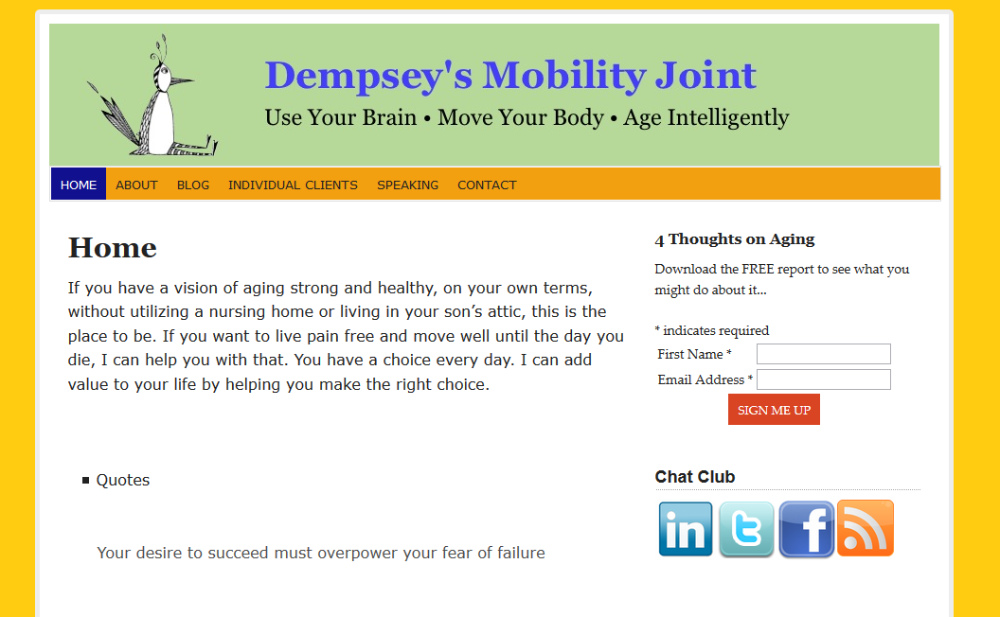 Dempsey's Mobility Joint
Use Your Brain • Move Your Body • Age Intelligently
HOME ABOUT BLOG INDIVIDUAL CLIENTS SPEAKING CONTACT
Home
If you have a vision of aging strong and healthy, on your own terms,
without utilizing a nursing home or living in your son’s attic, this is the
place to be. If you want to live pain free and move well until the day you
die, I can help you with that. You have a choice every day. I can add
value to your life by helping you make the right choice.
Quotes
Your desire to succeed must overpower your fear of failure
4 Thoughts on Aging
Download the FREE report to see what you
might do about it...
* indicates required
First Name *
Email Address *
SIGN ME UP
Chat Club
in t f